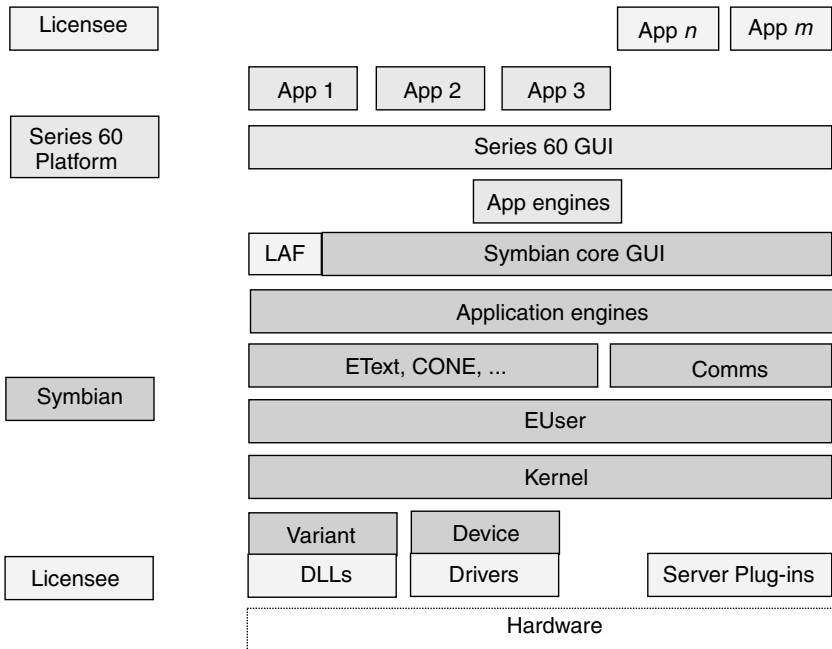 Licensee
App n
App m
App 1
App 2
App 3
Series 60
Platform
Series 60 GUI
App engines
LAF
Symbian core GUI
Application engines
EText, CONE, ...
Comms
Symbian
EUser
Kernel
Variant
DLLs
Device
Drivers
Licensee
Server Plug-ins
Hardware